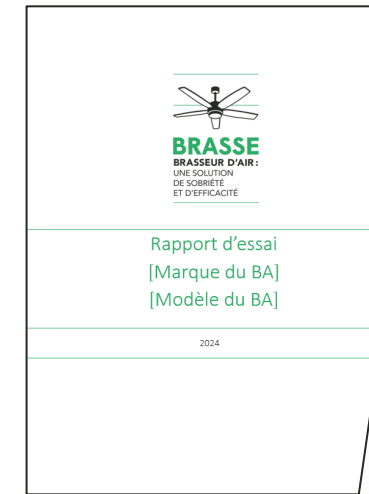 BRASSE
BRASSEUR D'AIR :
UNE SOLUTION
DE SOBRIÉTÉ
ET D'EFFICACITÉ
Rapport d'essai
[Marque du BA]
[Modèle du BA]
2024